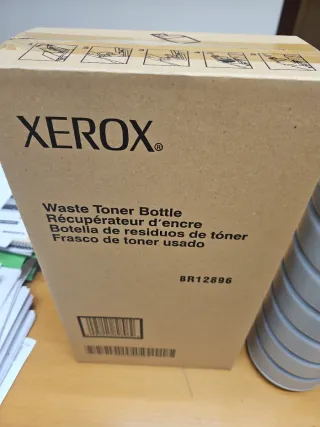 XEROX®
Waste Toner Bottle
Récupérateur d'encre
Botella de residuos de tóner
Frasco de toner usado
8R12896